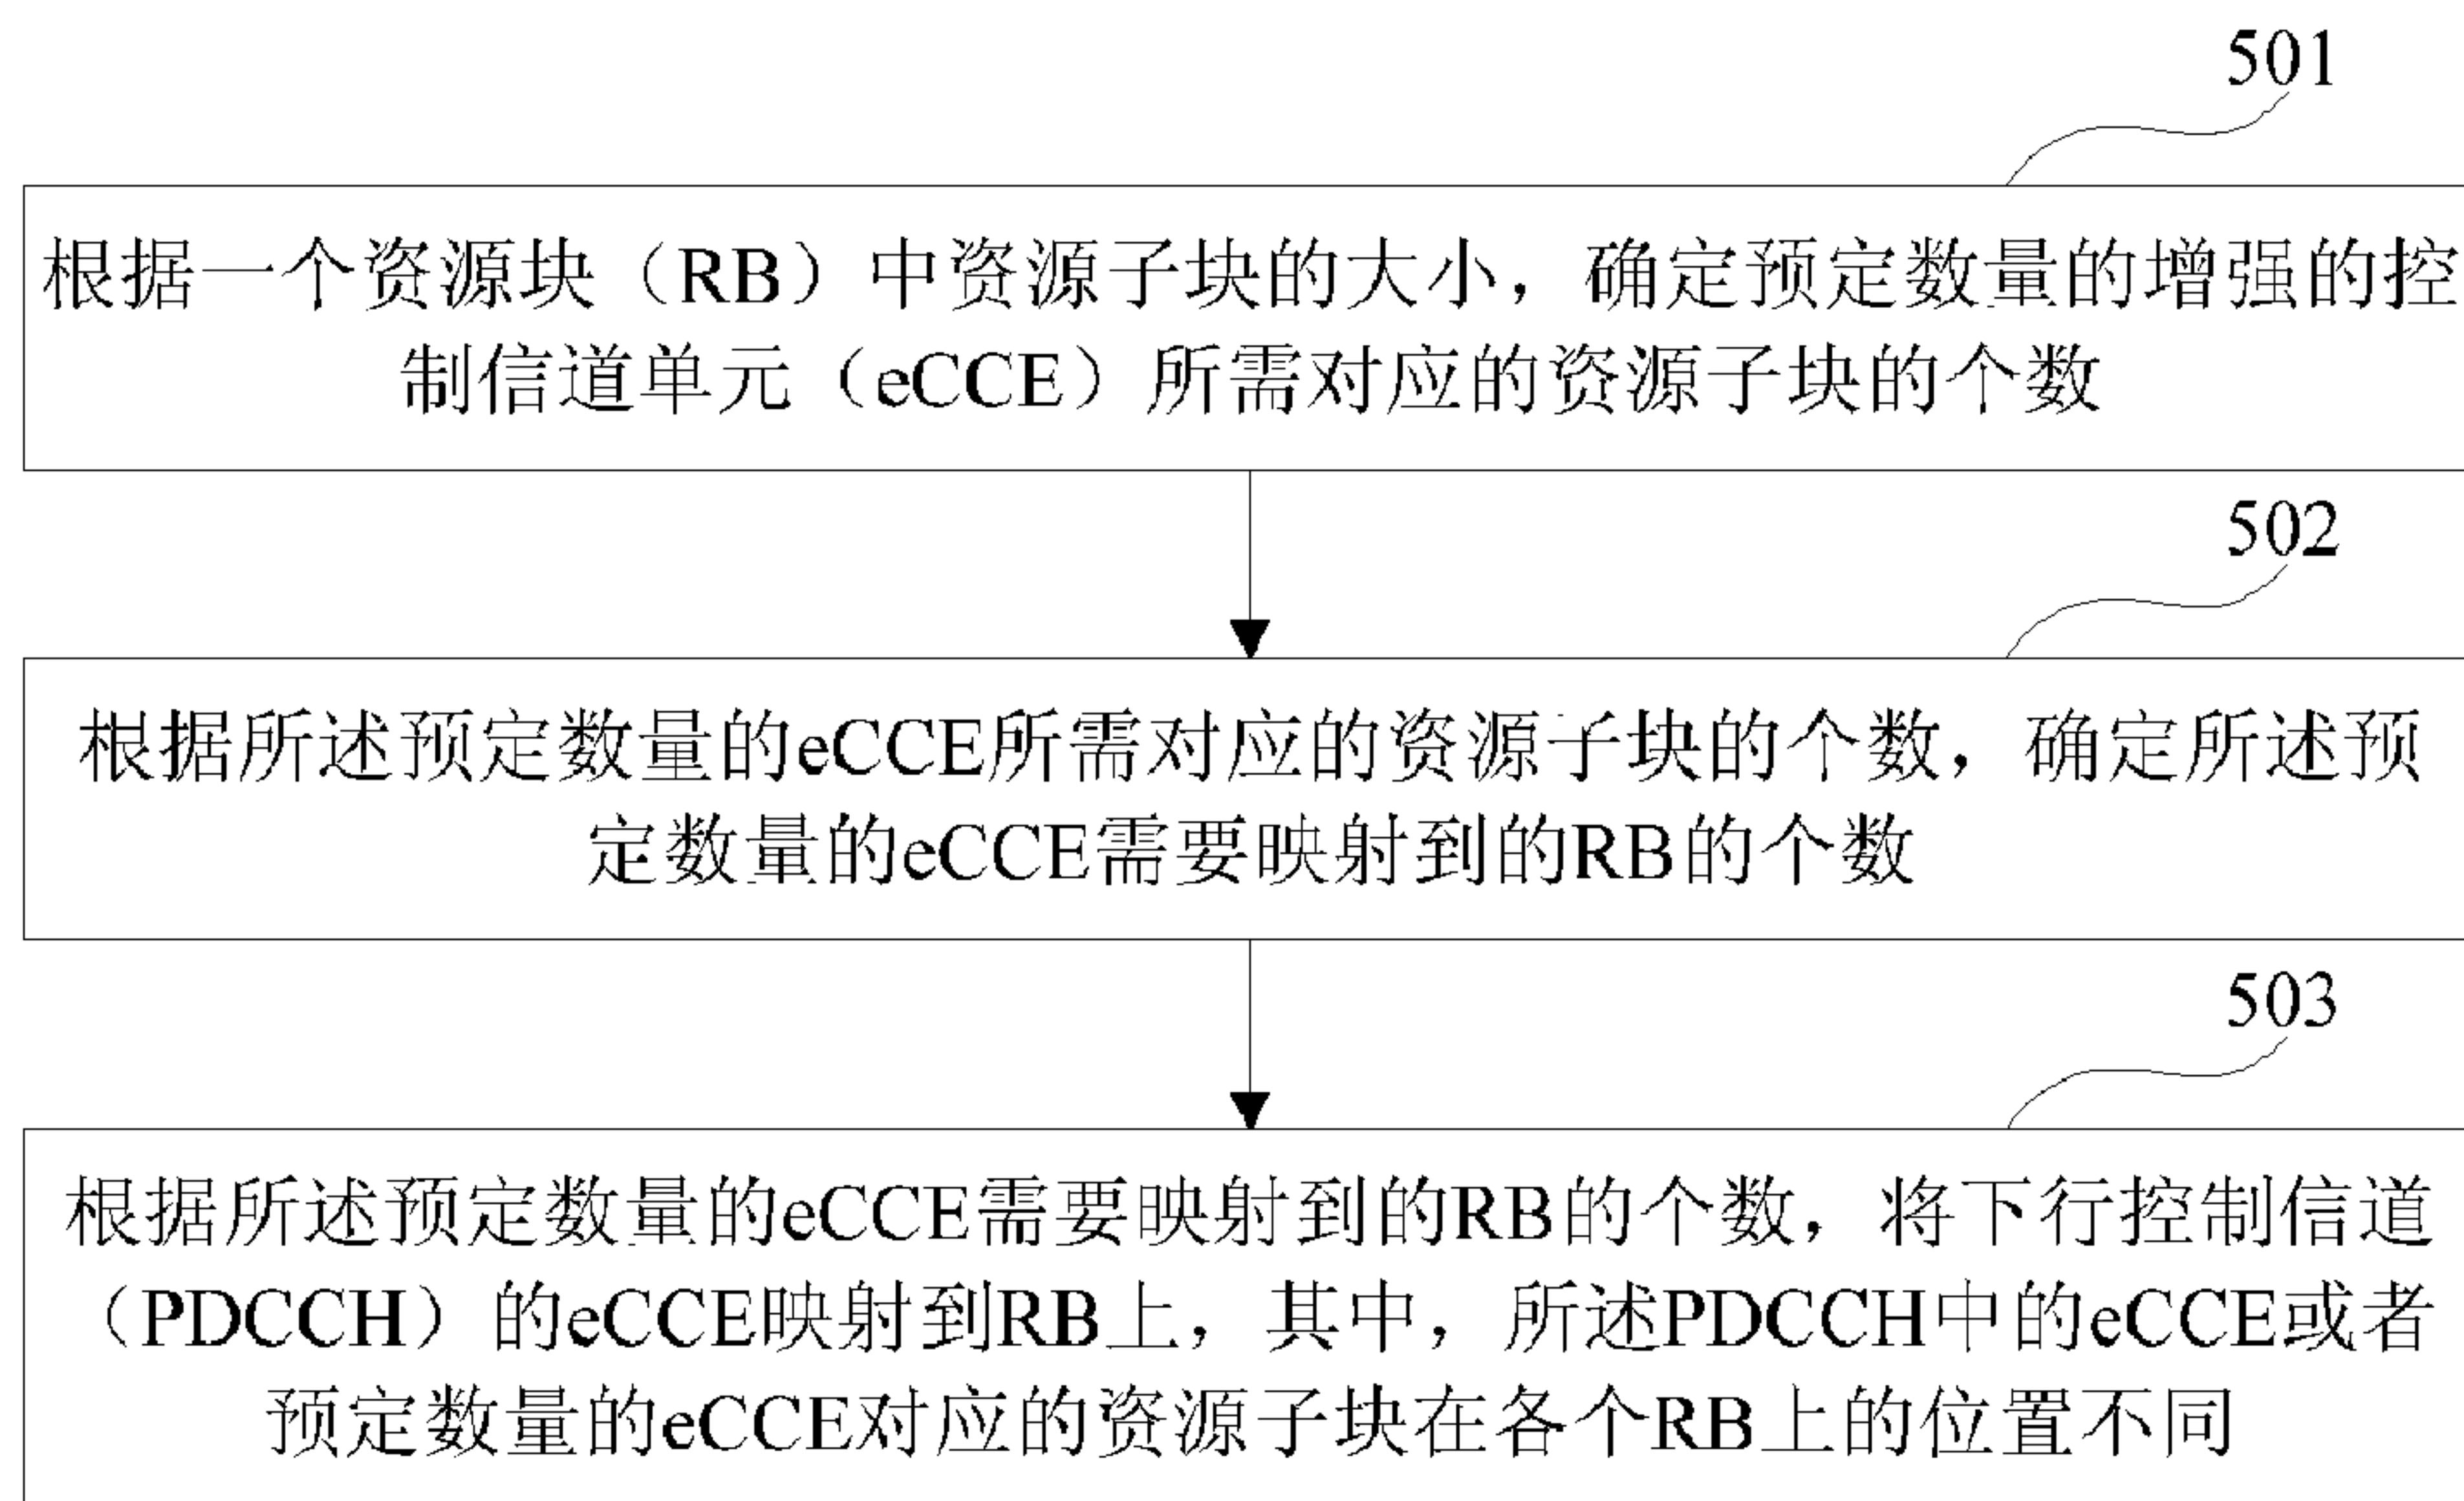 501
根据一个资源块（RB）中资源子块的大小，确定预定数量的增强的控
制信道单元（eCCE）所需对应的资源子块的个数
502
根据所述预定数量的eCCE所需对应的资源子块的个数，确定所述预
定数量的eCCE需要映射到的RB的个数
503
根据所述预定数量的eCCE需要映射到的RB的个数，将下行控制信道
（PDCCH）的eCCE映射到RB上，其中，所述PDCCH中的eCCE或者
预定数量的eCCE对应的资源子块在各个RB上的位置不同